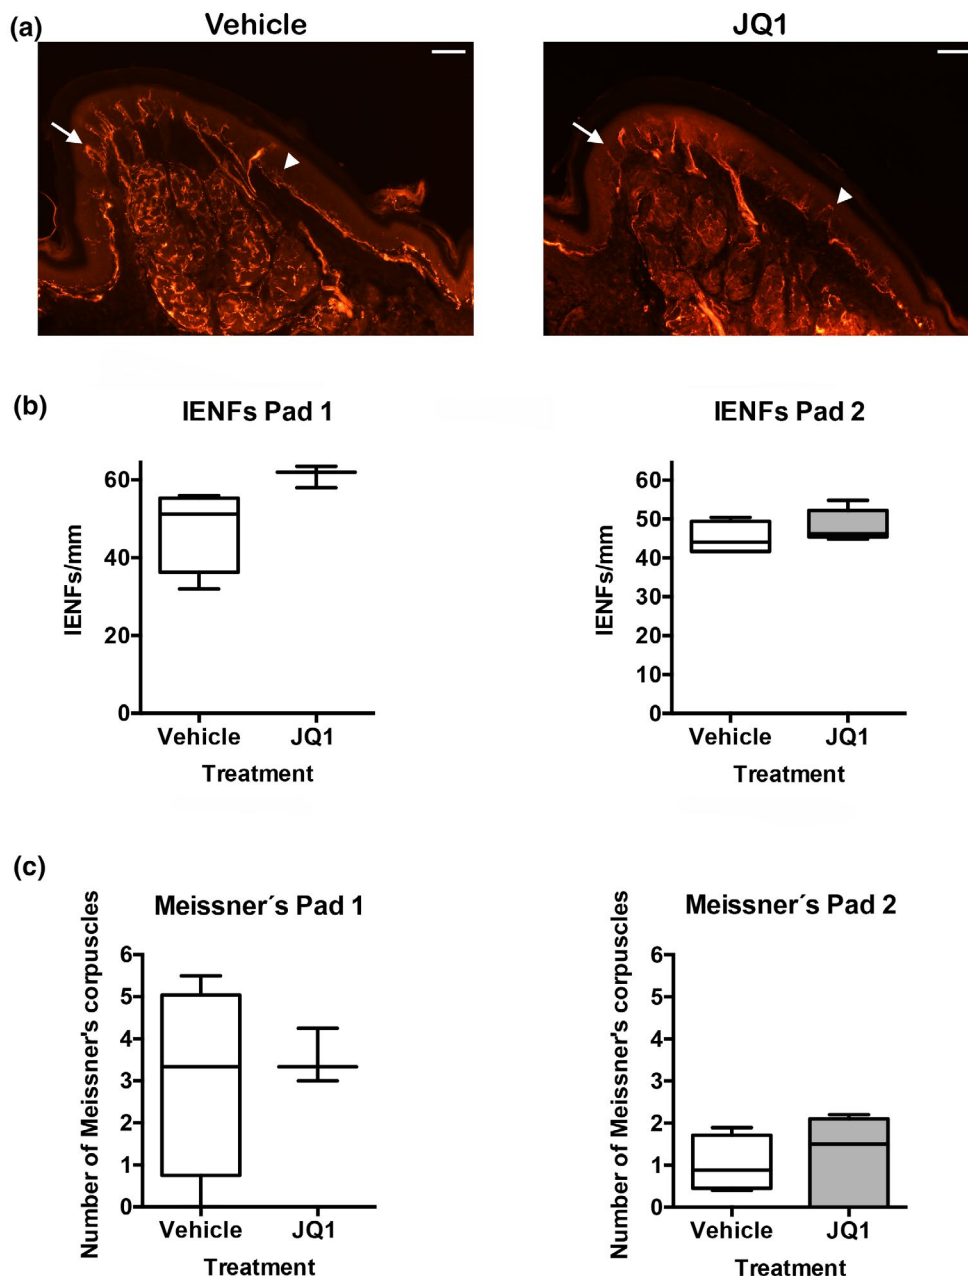 (a)
Vehicle
JQ1
(b)
IENFs Pad 1
IENFs/mm
60
40
20
0
Vehicle
JQ1
Treatment
IENFs Pad 2
IENFs/mm
60
50
40
30
20
10
0
Vehicle
JQ1
Treatment
(c)
Meissner´s Pad 1
Number of Meissner's corpuscles
6
5
4
3
2
1
0
Vehicle
JQ1
Treatment
Meissner´s Pad 2
Number of Meissner's corpuscles
6
5
4
3
2
1
0
Vehicle
JQ1
Treatment